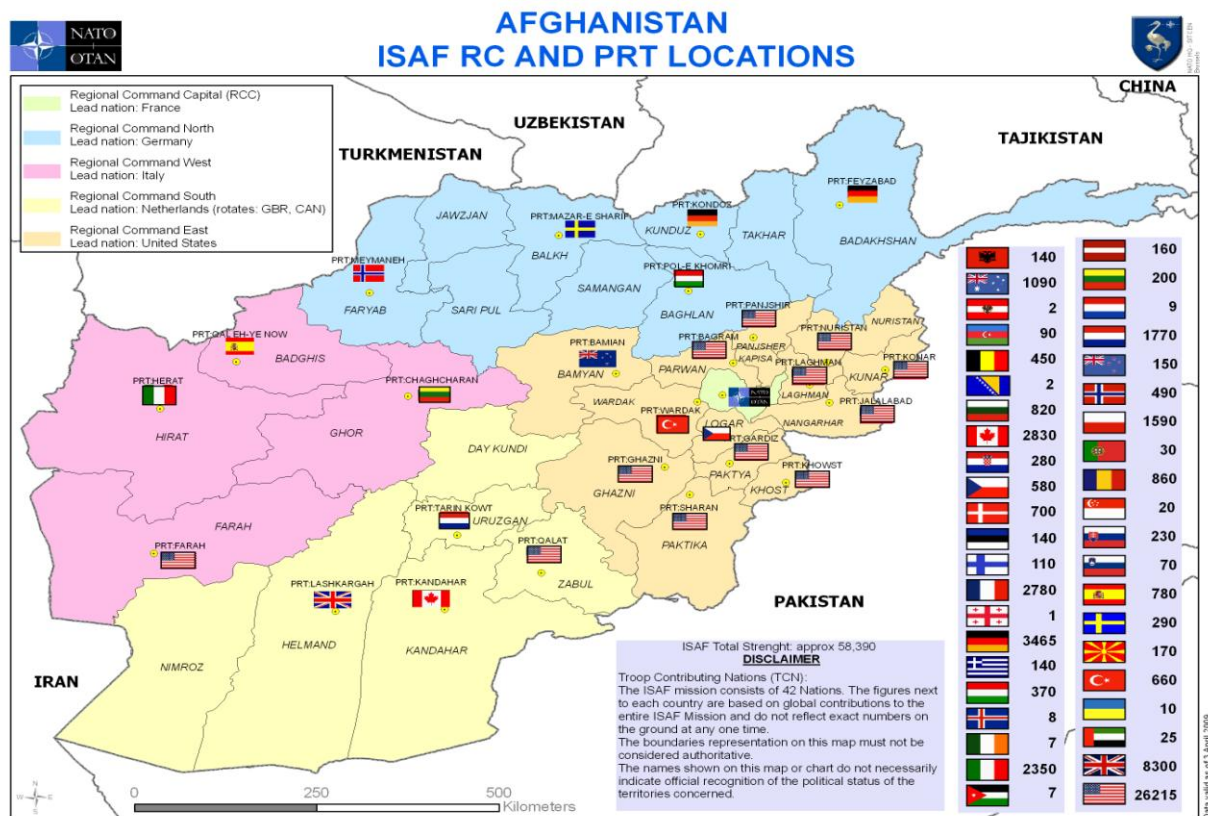 AFGHANISTAN
ISAF RC AND PRT LOCATIONS
NATO
OTAN
Regional Command Capital (RCC)
Lead nation: France
Regional Command North
Lead nation: Germany
Regional Command West
Lead nation: Italy
Regional Command South
Lead nation: Netherlands (rotates: GBR, CAN)
Regional Command East
Lead nation: United States
CHINA
UZBEKISTAN
TAJIKISTAN
TURKMENISTAN
PRT:FEYZABAD
JAWZJAN
PRT:MAZAR-E SHARIF
PRT:KONDOZ
KUNDUZ
TAKHAR
BADAKHSHAN
BALKH
PRT:MEYMANEH
PRT:POL-E KHOMRI
SAMANGAN
FARYAB
SARI PUL
BAGHLAN
PRT:PANJSHIR
NURISTAN
PRT:NURISTAN
PRT:QALEH-YE NOW
BADGHIS
PRT:BAMIAN
PRT:BAGRAM
PANJSHER
KAPISA
PRT:LAGHMAN
PRT:KONAR
BAMYAN
PARWAN
KUNAR
PRT:HERAT
PRT:CHAGHCHARAN
WARDAK
NATO
OTAN
LAGHMAN
PRT:JALALABAD
PRT:WARDAK
LOGAR
NANGARHAR
HIRAT
GHOR
DAY KUNDI
PRT:GARDIZ
PRT:GHAZNI
PAKTYA
PRT:KHOWST
GHAZNI
KHOST
PRT:TARIN KOWT
URUZGAN
PRT:SHARAN
FARAH
PRT:FARAH
PRT:QALAT
PAKTIKA
ZABUL
PRT:LASHKARGAH
PRT:KANDAHAR
PAKISTAN
HELMAND
KANDAHAR
NIMROZ
IRAN
140
1090
2
90
450
2
820
2830
280
580
700
140
110
2780
1
3465
140
370
8
7
2350
7
160
200
9
1770
150
490
1590
30
860
20
230
70
780
290
170
660
10
25
8300
26215
ISAF Total Strenght: approx 58,390
DISCLAIMER
Troop Contributing Nations (TCN):
The ISAF mission consists of 42 Nations. The figures next
to each country are based on global contributions to the
entire ISAF Mission and do not reflect exact numbers on
the ground at any one time.
The boundaries representation on this map must not be
considered authoritative.
The names shown on this map or chart do not necessarily
indicate official recognition of the political status of the
territories concerned.
N
W
E
S
0
250
500
Kilometers
Data valid as of 3 April 2009